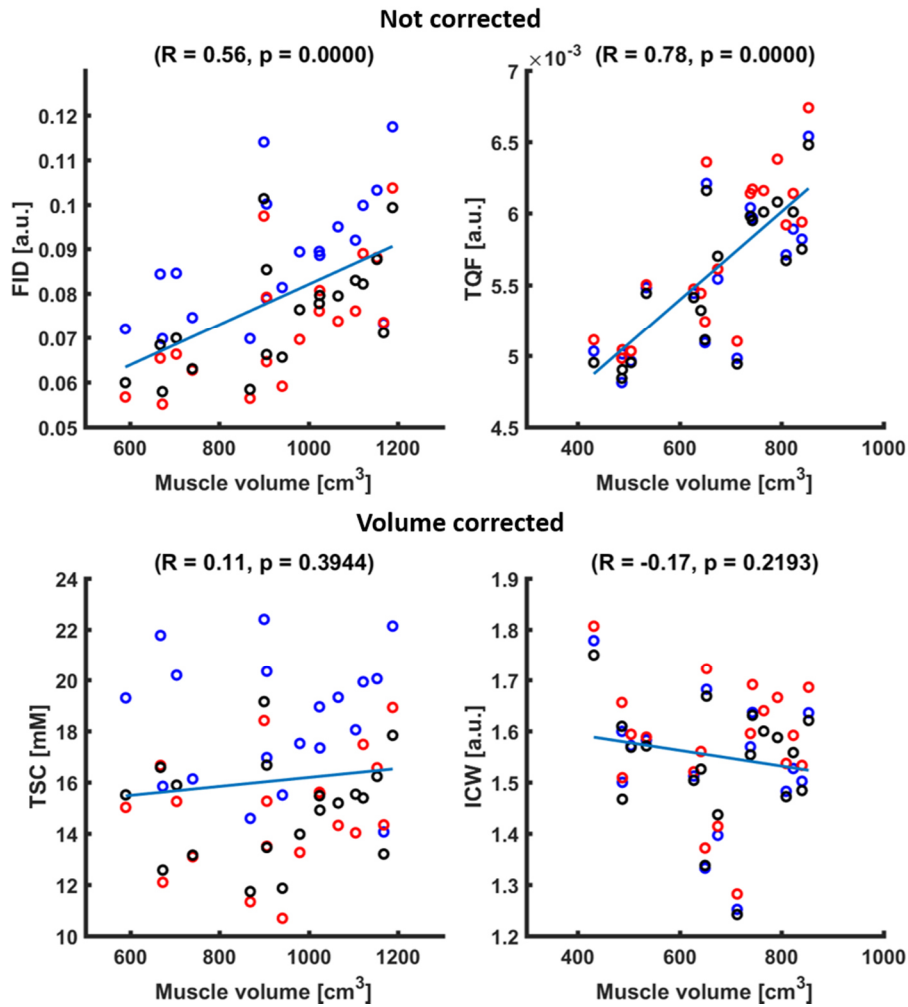 Not corrected
(R = 0.56, p = 0.0000)
FID [a.u.]
0.12
0.11
0.1
0.09
0.08
0.07
0.06
0.05
600 800 1000 1200
Muscle volume [cm³]
(R = 0.78, p = 0.0000)
×10⁻³
TQF [a.u.]
7
6.5
6
5.5
5
4.5
400 600 800 1000
Muscle volume [cm³]
Volume corrected
(R = 0.11, p = 0.3944)
TSC [mM]
24
22
20
18
16
14
12
10
600 800 1000 1200
Muscle volume [cm³]
(R = -0.17, p = 0.2193)
ICW [a.u.]
1.9
1.8
1.7
1.6
1.5
1.4
1.3
1.2
400 600 800 1000
Muscle volume [cm³]